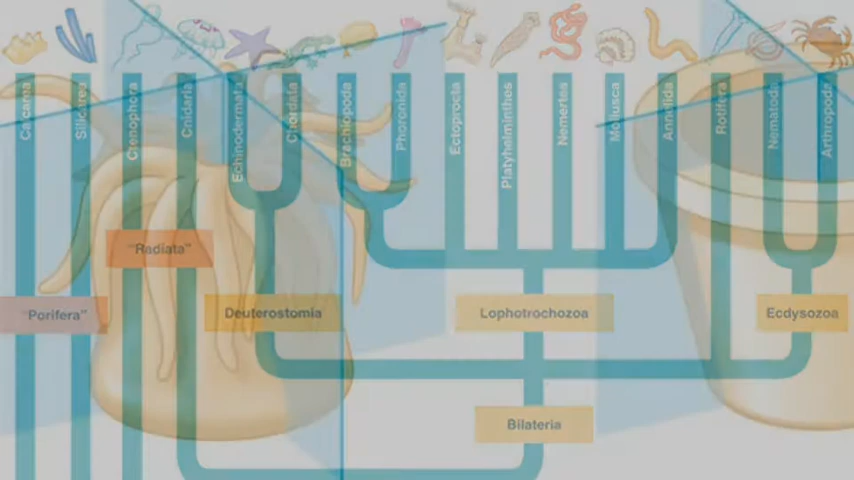 Calcarea
Silicarea
Ctenophora
Cnidaria
Echinodermata
Chordata
Brachiopoda
Phoronida
Ectoprocta
Platyhelminthes
Nemertea
Mollusca
Annelida
Rotifera
Nematoda
Arthropoda
"Radiata"
"Porifera"
Deuterostomia
Lophotrochozoa
Ecdysozoa
Bilateria